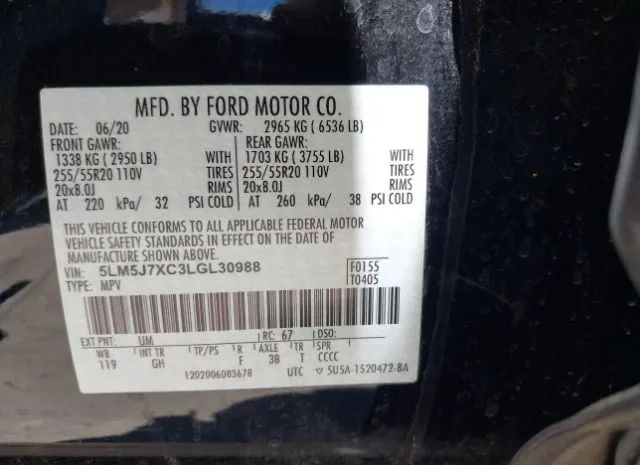 MFD. BY FORD MOTOR CO.
DATE: 06/20 GVWR: 2965 KG ( 6536 LB)
FRONT GAWR: REAR GAWR:
1338 KG ( 2950 LB) WITH 1703 KG ( 3755 LB) WITH
255/55R20 110V TIRES 255/55R20 110V TIRES
20x8.0J RIMS 20x8.0J RIMS
AT 220 kPa/ 32 PSI COLD AT 260 kPa/ 38 PSI COLD
THIS VEHICLE CONFORMS TO ALL APPLICABLE FEDERAL MOTOR
VEHICLE SAFETY STANDARDS IN EFFECT ON THE DATE OF
MANUFACTURE SHOWN ABOVE.
VIN: 5LM5J7XC3LGL30988 F0155
TYPE: MPV T0405
EXT PNT: UM RC: 67 DSO:
WB INT TR TP/PS R AXLE TR SPR
119 GH F 38 T CCCC
1202006083678 UTC 5U5A-1520472-BA